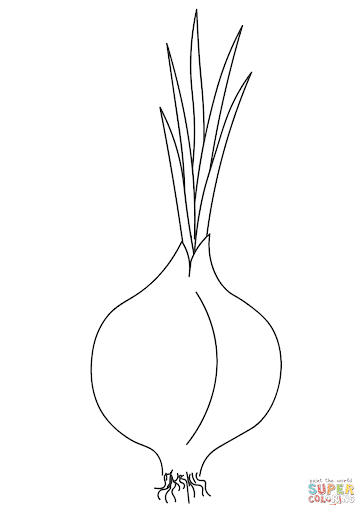 paint the world
SUPER
COLORING